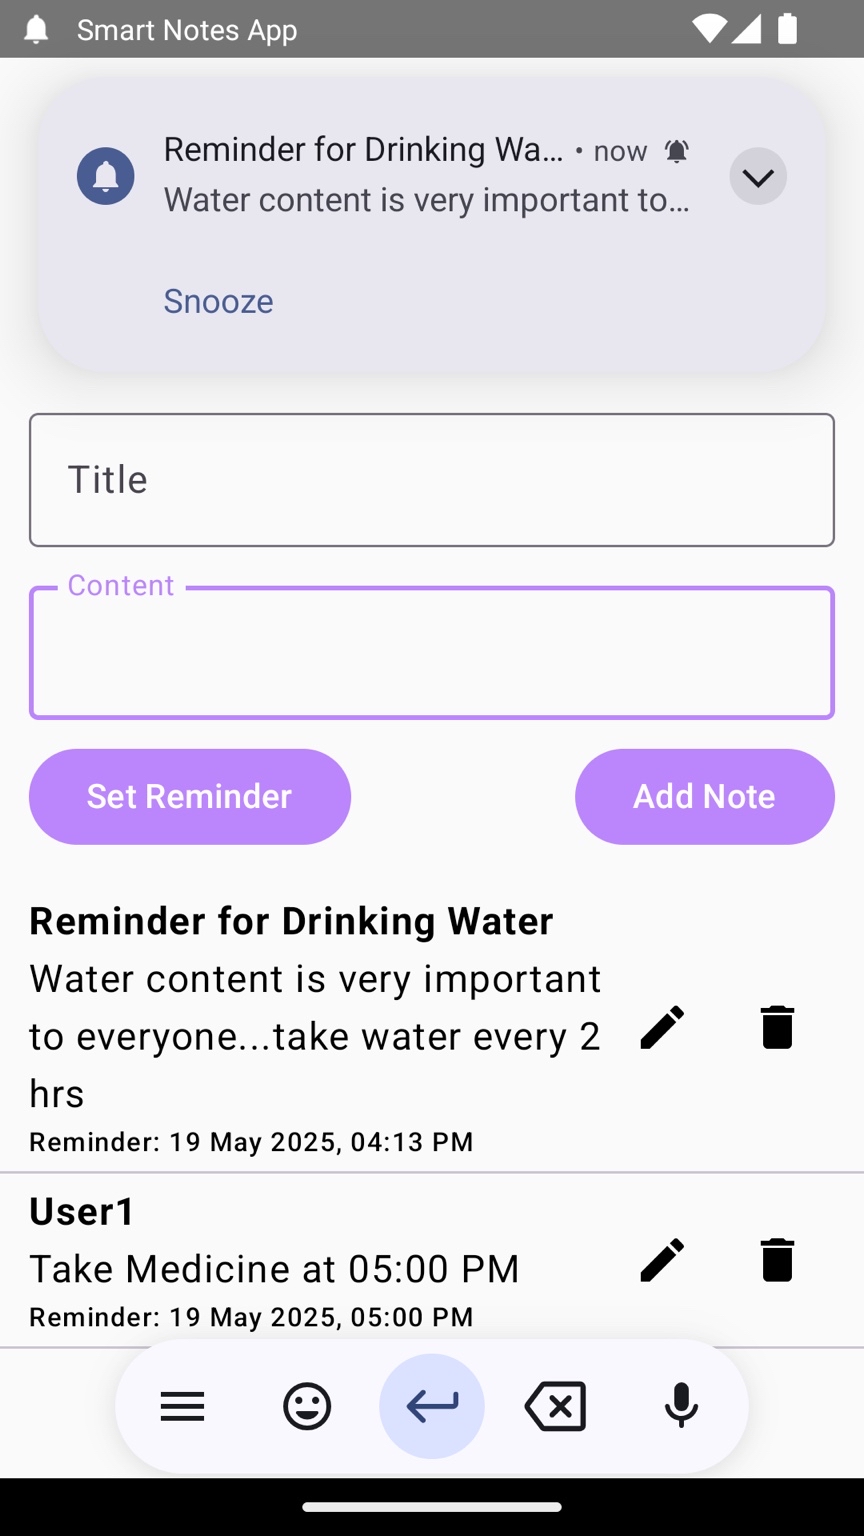 Smart Notes App
Reminder for Drinking Wa... • now
Water content is very important to...
Snooze
Title
Content
Set Reminder
Add Note
Reminder for Drinking Water
Water content is very important
to everyone...take water every 2
hrs
Reminder: 19 May 2025, 04:13 PM
User1
Take Medicine at 05:00 PM
Reminder: 19 May 2025, 05:00 PM